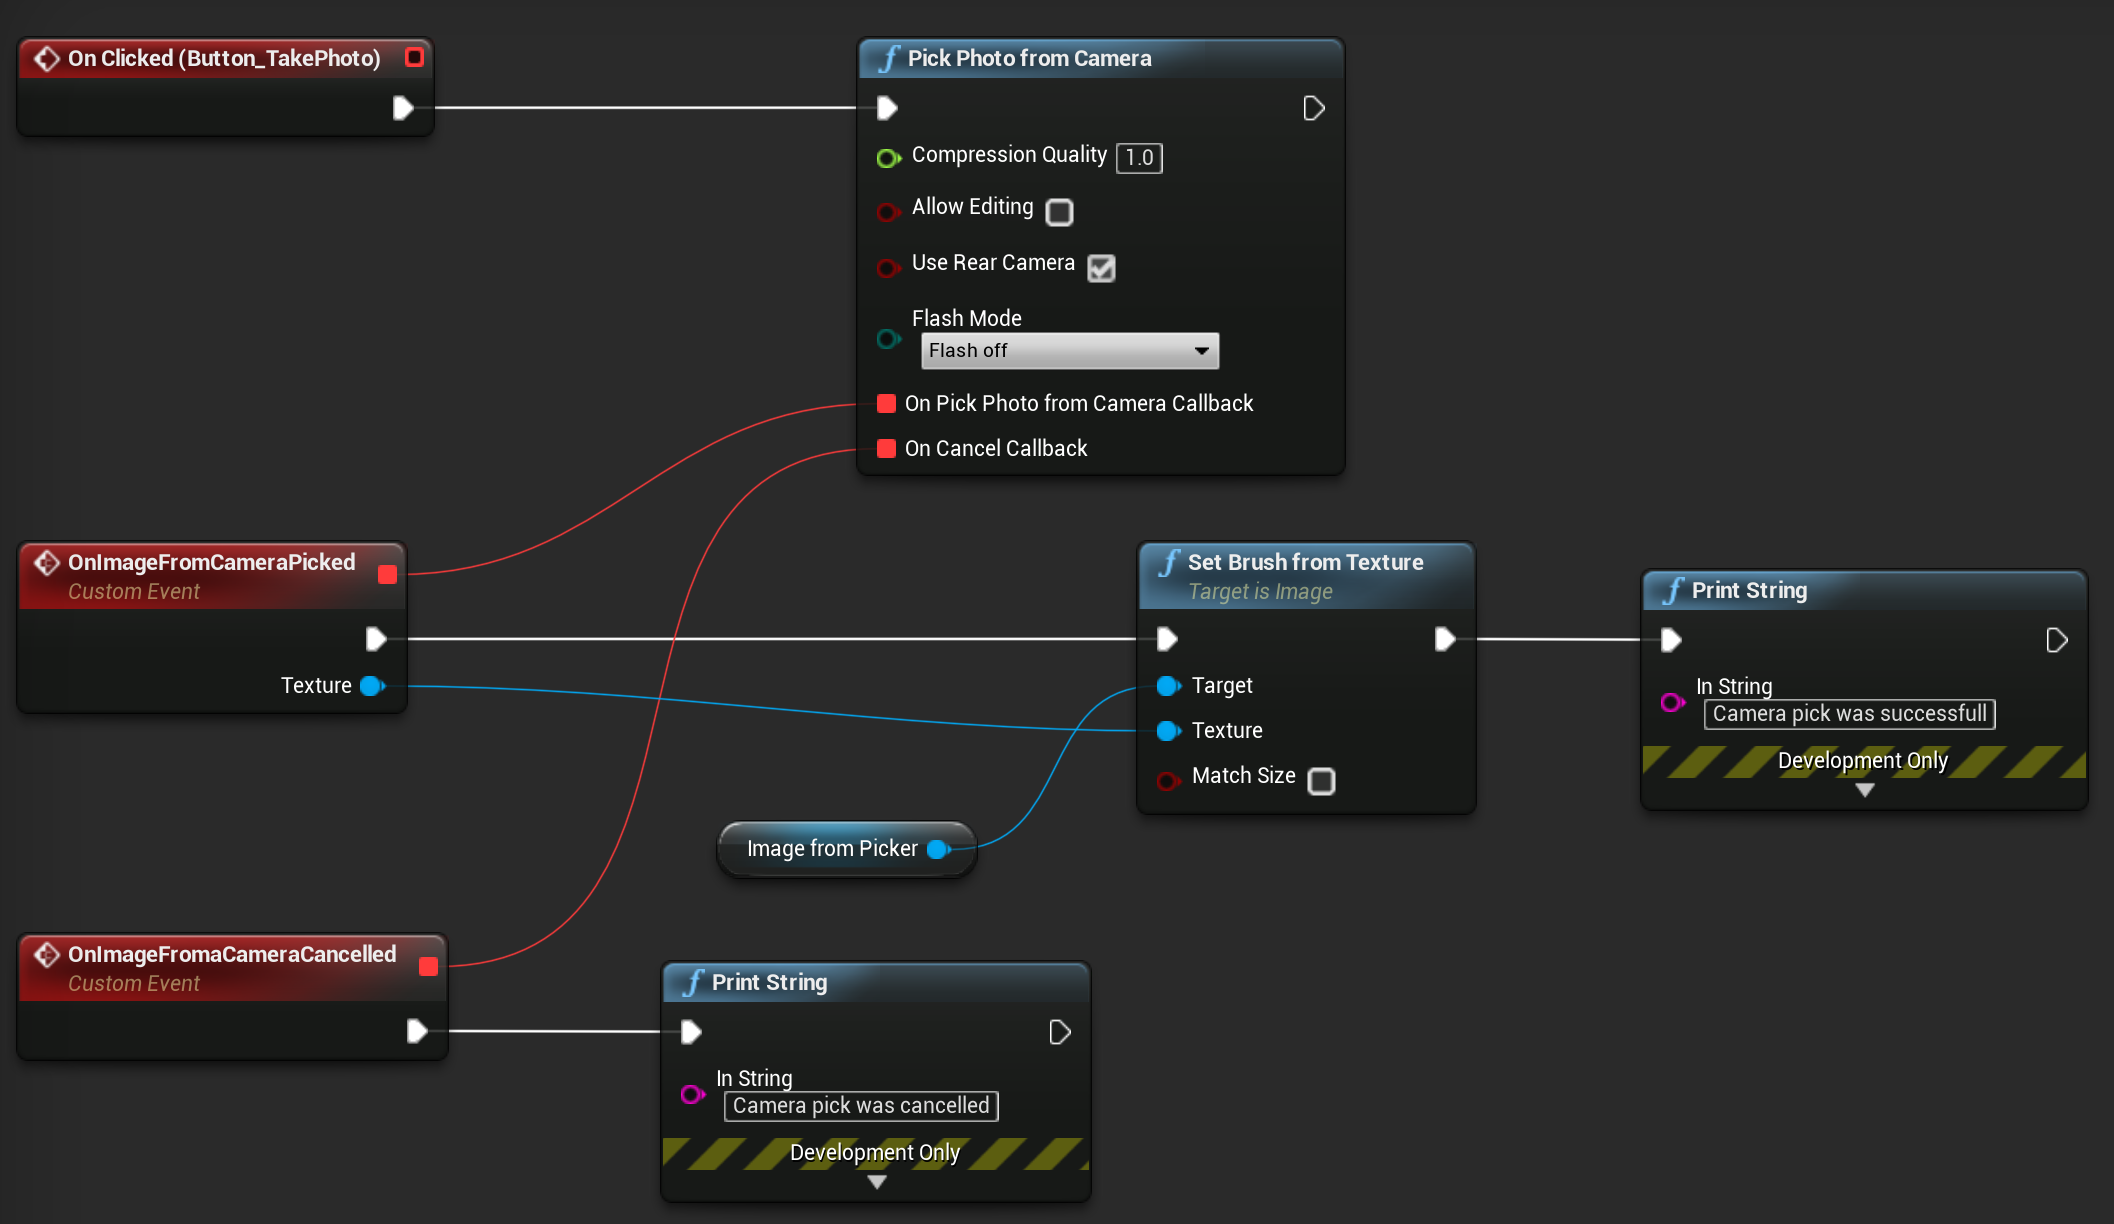 On Clicked (Button_TakePhoto)
Pick Photo from Camera
Compression Quality 1.0
Allow Editing
Use Rear Camera
Flash Mode
Flash off
On Pick Photo from Camera Callback
On Cancel Callback
OnImageFromCameraPicked
Custom Event
Texture
Set Brush from Texture
Target is Image
Target
Texture
Match Size
Print String
In String
Camera pick was successfull
Development Only
Image from Picker
OnImageFromaCameraCancelled
Custom Event
Print String
In String
Camera pick was cancelled
Development Only